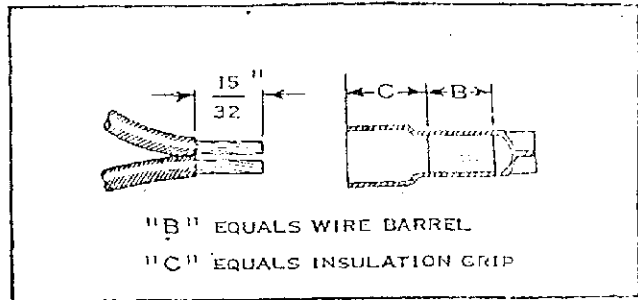 15"
32
C B
"B" EQUALS WIRE BARREL
"C" EQUALS INSULATION GRIP